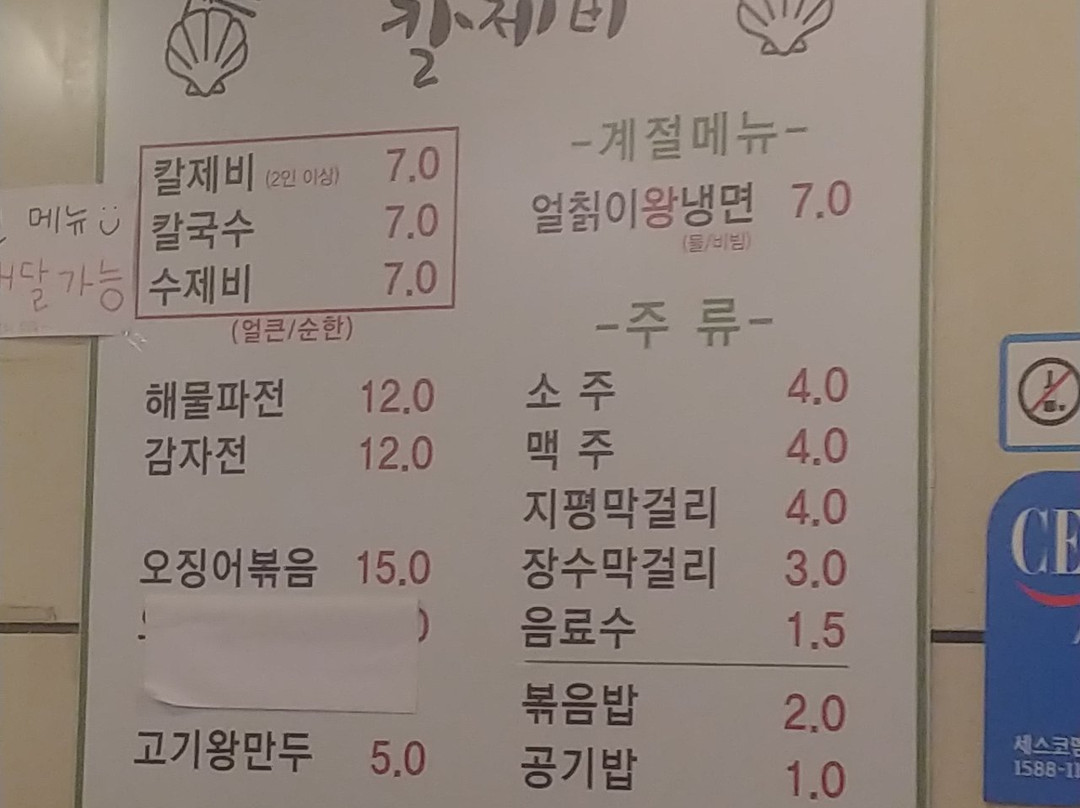 칼제비
칼제비 (2인 이상) 7.0
칼국수 7.0
수제비 7.0
(얼큰/순한)
해물파전 12.0
감자전 12.0
오징어볶음 15.0
고기왕만두 5.0
-계절메뉴-
얼칡이왕냉면 7.0
(물/비빔)
-주 류-
소 주 4.0
맥 주 4.0
지평막걸리 4.0
장수막걸리 3.0
음료수 1.5
볶음밥 2.0
공기밥 1.0
메뉴
가능
CE
세스코
1588-1